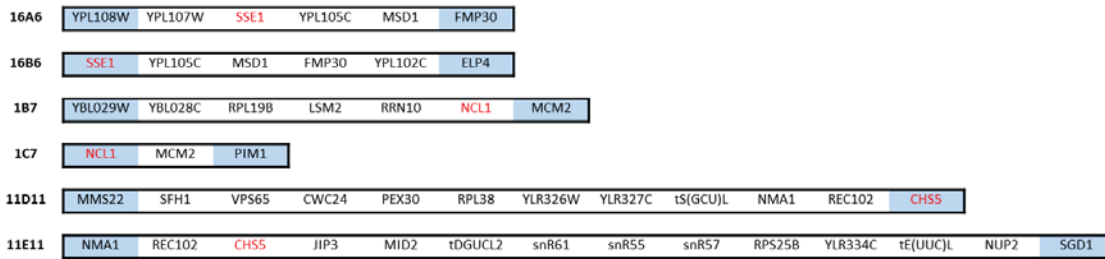 16A6 YPL108W YPL107W SSE1 YPL105C MSD1 FMP30
16B6 SSE1 YPL105C MSD1 FMP30 YPL102C ELP4
1B7 YBL029W YBL028C RPL19B LSM2 RRN10 NCL1 MCM2
1C7 NCL1 MCM2 PIM1
11D11 MMS22 SFH1 VPS65 CWC24 PEX30 RPL38 YLR326W YLR327C tS(GCU)L NMA1 REC102 CHS5
11E11 NMA1 REC102 CHS5 JIP3 MID2 tDGUCL2 snR61 snR55 snR57 RPS25B YLR334C tE(UUC)L NUP2 SGD1